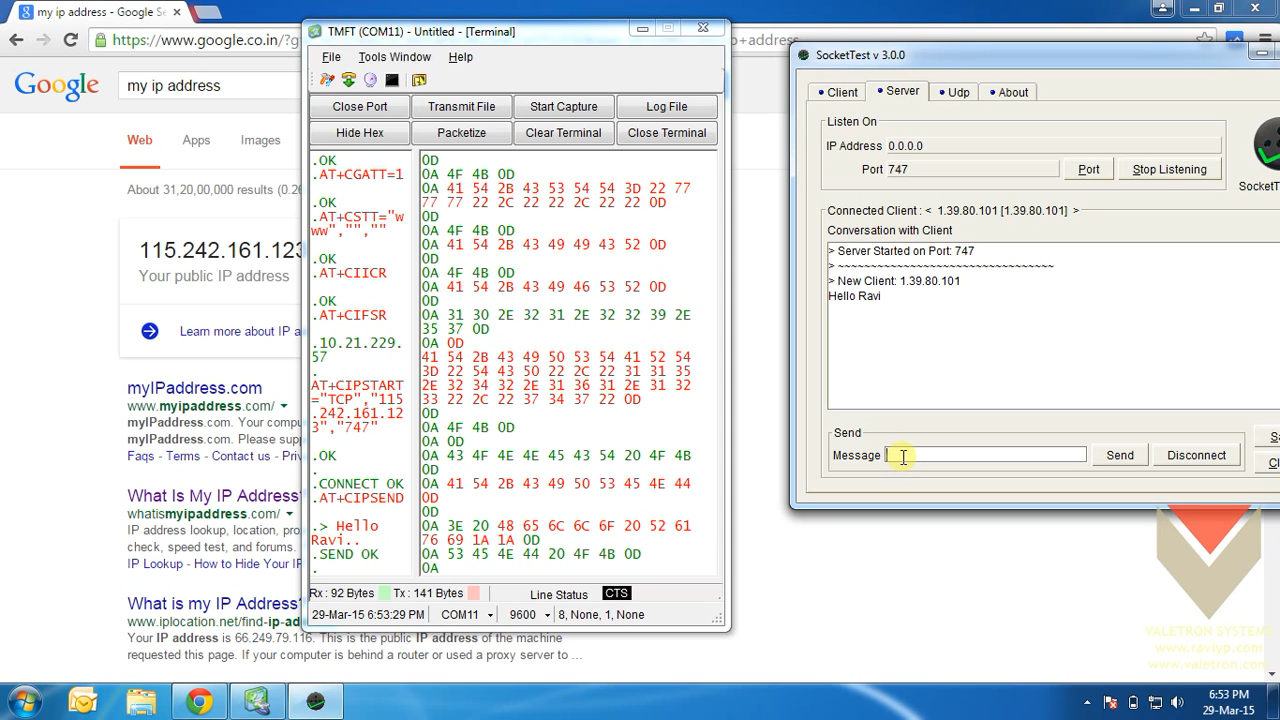 my ip address - Google Se
https://www.google.co.in/?g
address
Google
my ip address
Web
Apps
Images
About 31,20,00,000 results (0.26
115.242.161.123
Your public IP address
Learn more about IP a
myIPaddress.com
www.myipaddress.com/
myIPaddress.com. Your compu
myIPaddress.com. Please supp
Faqs - Terms - Contact us - Priv
What Is My IP Address?
whatismyipaddress.com/
IP address lookup, location, pro
check, speed test, and forums.
IP Lookup - How to Hide Your IP
What is my IP Address?
www.iplocation.net/find-ip-ad
Your IP address is 66.249.79.116. This is the public IP address of the machine
requested this page. If your computer is behind a router or used a proxy server to ...
TMFT (COM11) - Untitled - [Terminal]
File Tools Window Help
Close Port Transmit File Start Capture Log File
Hide Hex Packetize Clear Terminal Close Terminal
.OK
.AT+CGATT=1
.OK
.AT+CSTT="w
ww","",""
.OK
.AT+CIICR
.OK
.AT+CIFSR
.10.21.229.
57
.
AT+CIPSTART
="TCP","115
.242.161.12
3","747"
.OK
.
.CONNECT OK
.AT+CIPSEND
.> Hello
Ravi..
.SEND OK
.
0D
0A 4F 4B 0D
0A 41 54 2B 43 53 54 54 3D 22 77
77 77 22 2C 22 22 2C 22 22 0D
0D
0A 4F 4B 0D
0A 41 54 2B 43 49 49 43 52 0D
0D
0A 4F 4B 0D
0A 41 54 2B 43 49 46 53 52 0D
0D
0A 31 30 2E 32 31 2E 32 32 39 2E
35 37 0D
0A 0D
41 54 2B 43 49 50 53 54 41 52 54
3D 22 54 43 50 22 2C 22 31 31 35
2E 32 34 32 2E 31 36 31 2E 31 32
33 22 2C 22 37 34 37 22 0D
0D
0A 4F 4B 0D
0A 0D
0A 43 4F 4E 4E 45 43 54 20 4F 4B
0D
0A 41 54 2B 43 49 50 53 45 4E 44
0D
0D
0A 3E 20 48 65 6C 6C 6F 20 52 61
76 69 1A 1A 0D
0A 53 45 4E 44 20 4F 4B 0D
0A
Rx : 92 Bytes Tx : 141 Bytes Line Status CTS
29-Mar-15 6:53:29 PM COM11 9600 8, None, 1, None
SocketTest v 3.0.0
Client Server Udp About
Listen On
IP Address 0.0.0.0
Port 747 Port Stop Listening
SocketT
Connected Client : < 1.39.80.101 [1.39.80.101] >
Conversation with Client
> Server Started on Port: 747
> ~~~~~~~~~~~~~~~~~~~~~~~~~~~~~~
> New Client: 1.39.80.101
Hello Ravi
Send
Message Send Disconnect
VALETRON SYSTEM
www.ravlyp.com
www.valetron.com
6:53 PM
29-Mar-15